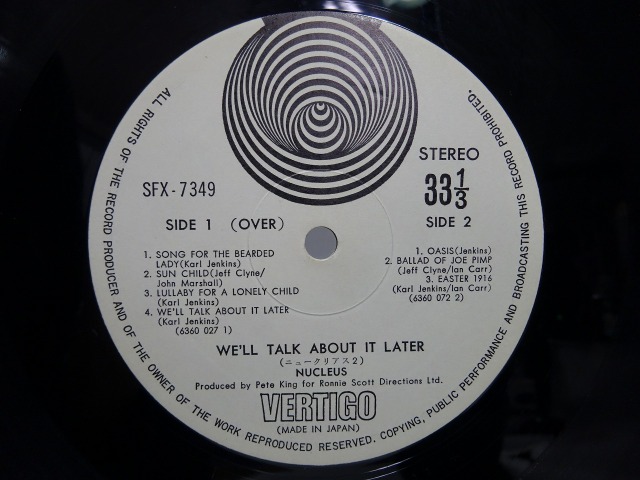 STEREO
33 1/3
SFX-7349
SIDE 1 (OVER)
1. SONG FOR THE BEARDED
LADY(Karl Jenkins)
2. SUN CHILD(Jeff Clyne/
John Marshall)
3. LULLABY FOR A LONELY CHILD
(Karl Jenkins)
4. WE'LL TALK ABOUT IT LATER
(Karl Jenkins)
(6360 027 1)
SIDE 2
1. OASIS(Jenkins)
2. BALLAD OF JOE PIMP
(Jeff Clyne/Ian Carr)
3. EASTER 1916
(Karl Jenkins/Ian Carr)
(6360 072 2)
WE'LL TALK ABOUT IT LATER
(ニュークリアス2)
NUCLEUS
Produced by Pete King for Ronnie Scott Directions Ltd.
VERTIGO
(MADE IN JAPAN)
ALL RIGHTS OF THE RECORD PRODUCER AND OF THE OWNER OF THE WORK REPRODUCED RESERVED. COPYING, PUBLIC PERFORMANCE AND BROADCASTING THIS RECORD PROHIBITED.